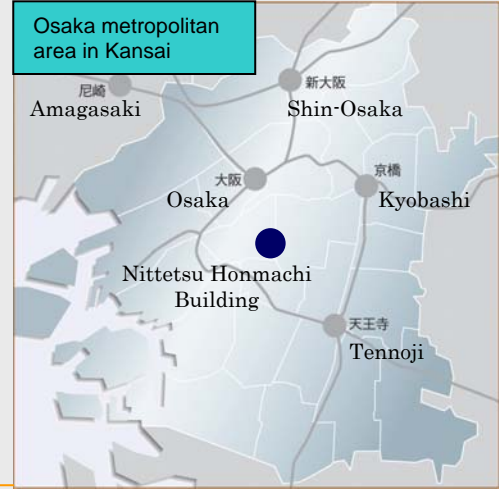 Osaka metropolitan
area in Kansai
尼崎
Amagasaki
新大阪
Shin-Osaka
大阪
Osaka
京橋
Kyobashi
Nittetsu Honmachi
Building
天王寺
Tennoji